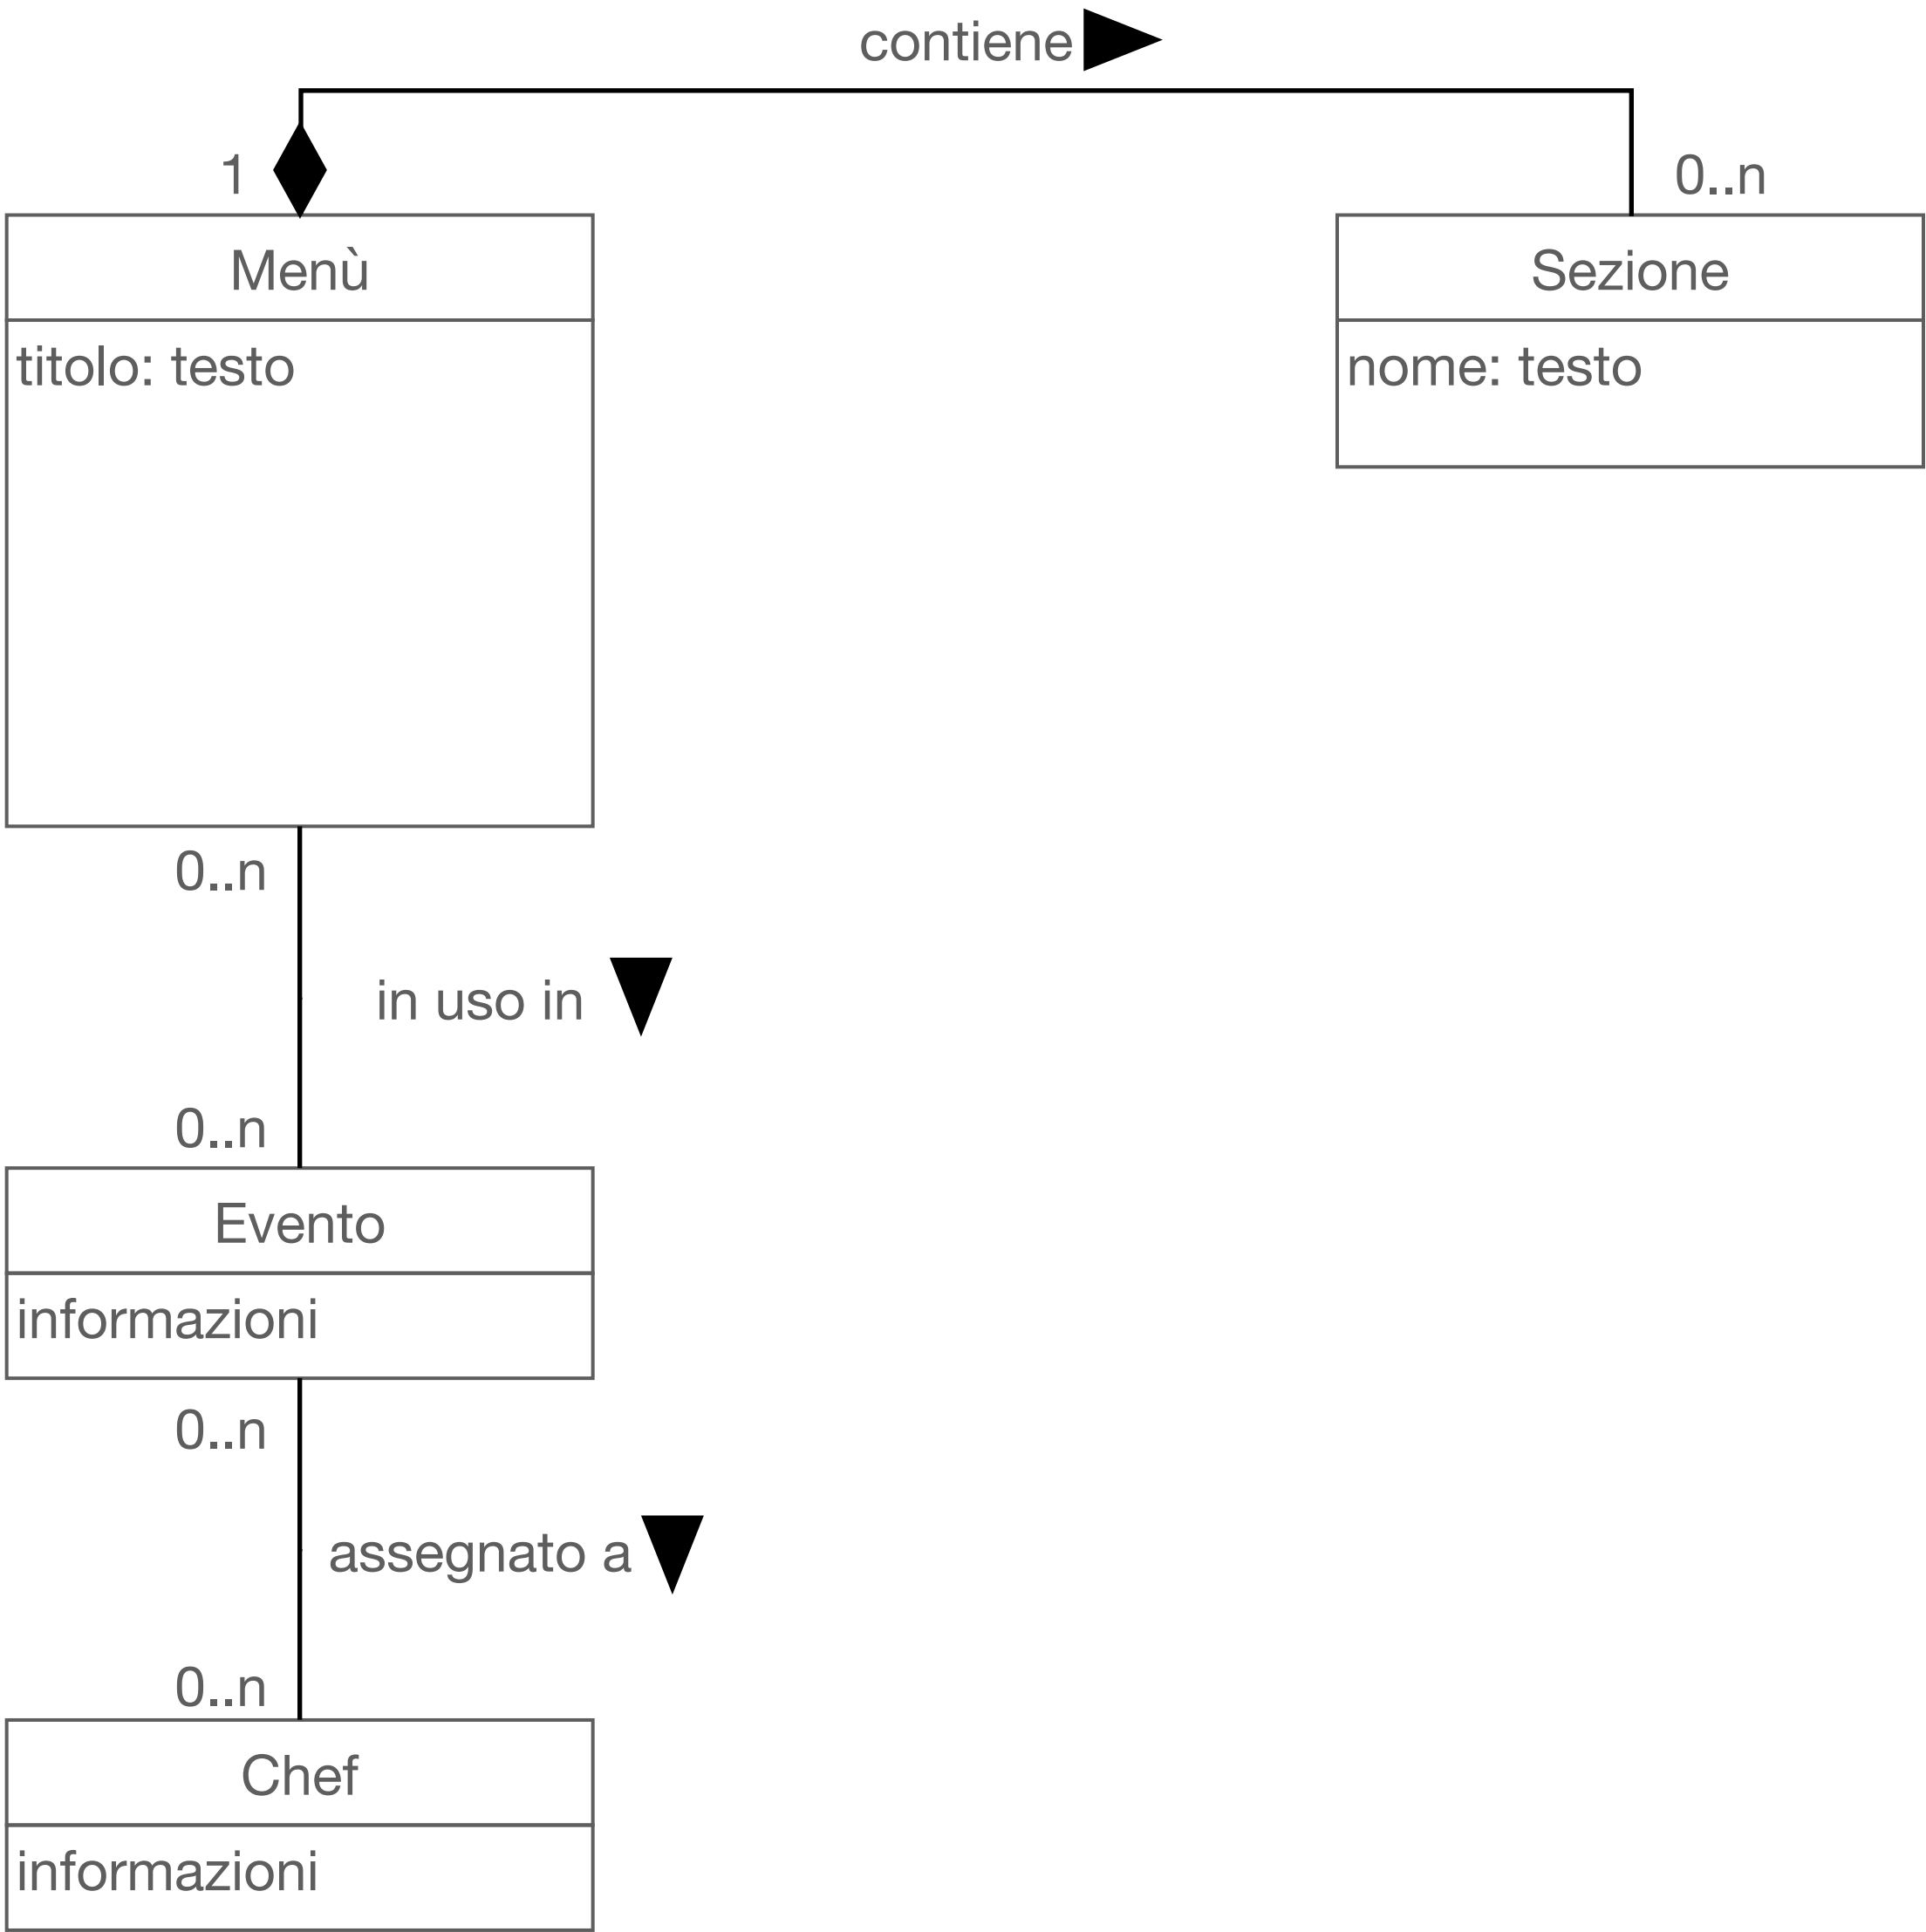 contiene
1
0..n
Menù
Sezione
titolo: testo
nome: testo
0..n
in uso in
0..n
Evento
informazioni
0..n
assegnato a
0..n
Chef
informazioni